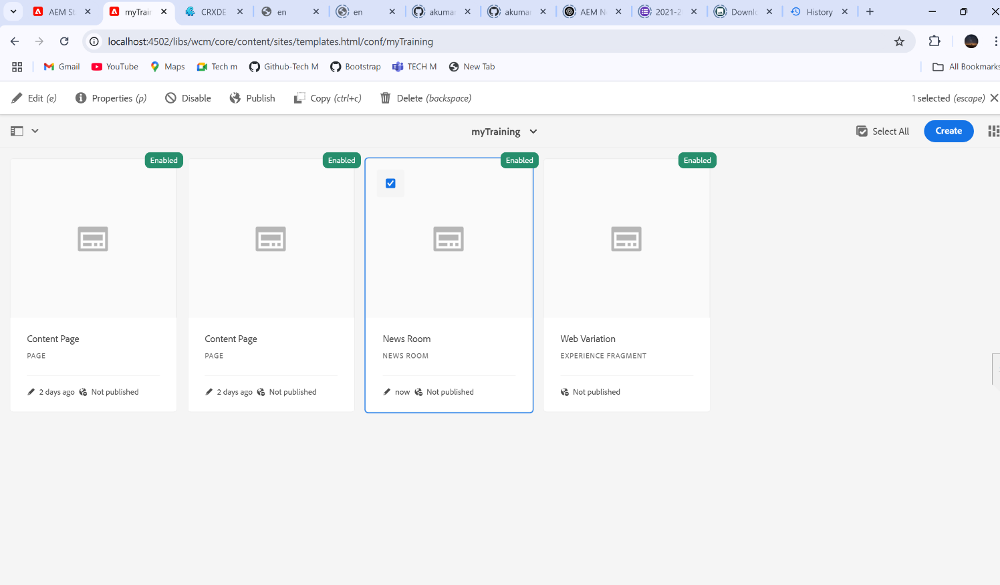 AEM St
myTrain
CRXDE
en
en
akumar
akumar
AEM N
2021-2
Downlo
History
localhost:4502/libs/wcm/core/content/sites/templates.html/conf/myTraining
Gmail
YouTube
Maps
Tech m
Github-Tech M
Bootstrap
TECH M
New Tab
All Bookmarks
Edit (e)
Properties (p)
Disable
Publish
Copy (ctrl+c)
Delete (backspace)
1 selected (escape)
myTraining
Select All
Create
Enabled
Enabled
Enabled
Enabled
Content Page
PAGE
2 days ago Not published
Content Page
PAGE
2 days ago Not published
News Room
NEWS ROOM
now Not published
Web Variation
EXPERIENCE FRAGMENT
Not published